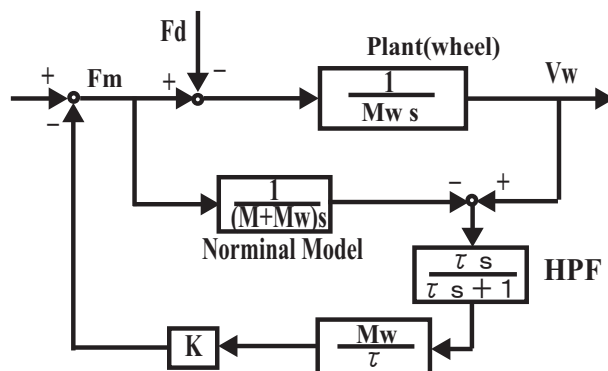 Fd
Plant(wheel)
+
Fm
+
−
1
Mw s
Vw
−
1
(M+Mw)s
−
+
Norminal Model
τ s
τ s + 1
HPF
K
Mw
τ